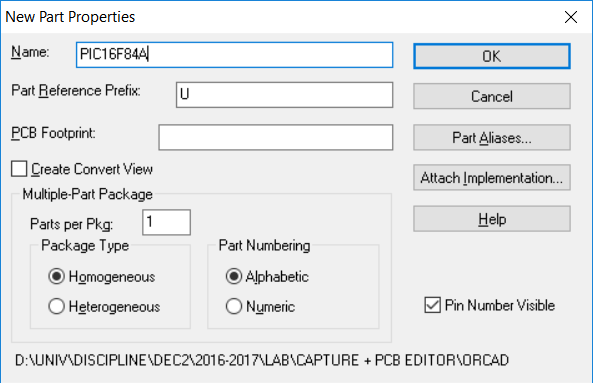 New Part Properties
Name: PIC16F84A OK
Part Reference Prefix: U Cancel
PCB Footprint: Part Aliases...
Create Convert View Attach Implementation...
Multiple-Part Package
Parts per Pkg: 1 Help
Package Type Part Numbering
Homogeneous Alphabetic
Heterogeneous Numeric Pin Number Visible
D:\UNIV\DISCIPLINE\DEC2\2016-2017\LAB\CAPTURE + PCB EDITOR\ORCAD